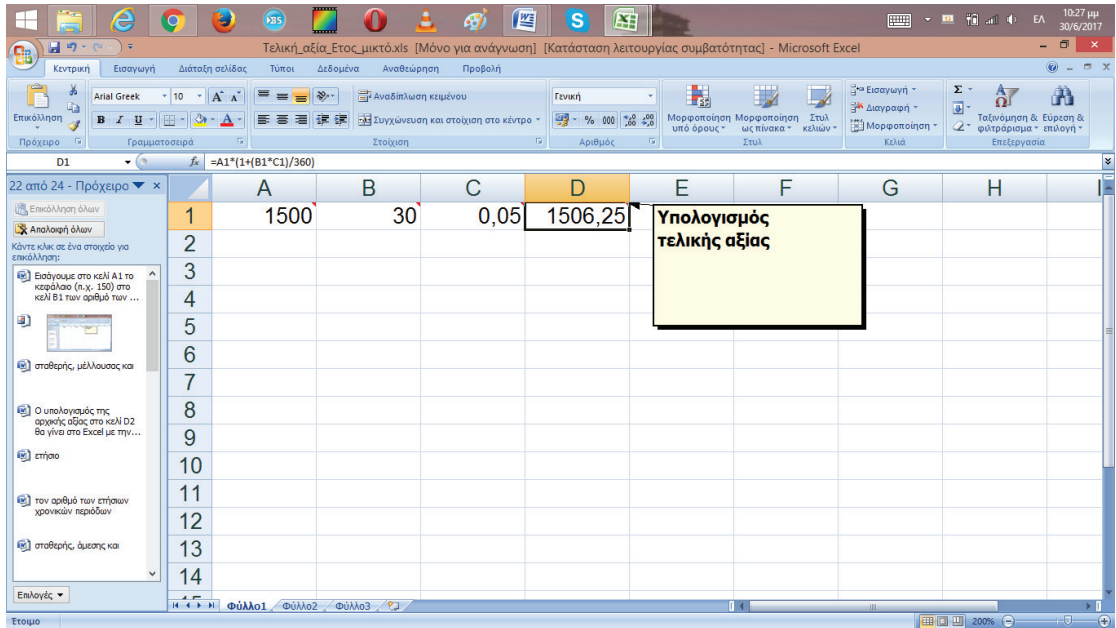 ΕΛ
10:27 μμ
30/6/2017
Τελική_αξία_Ετος_μικτό.xls [Μόνο για ανάγνωση] [Κατάσταση λειτουργίας συμβατότητας] - Microsoft Excel
Κεντρική Εισαγωγή Διάταξη σελίδας Τύποι Δεδομένα Αναθεώρηση Προβολή
Επικόλληση
Arial Greek 10
Αναδίπλωση κειμένου
Συγχώνευση και στοίχιση στο κέντρο
Γενική
% 000
Μορφοποίηση υπό όρους
Μορφοποίηση ως πίνακα
Στυλ κελιών
Εισαγωγή
Διαγραφή
Μορφοποίηση
Ταξινόμηση & φιλτράρισμα
Εύρεση & επιλογή
Πρόχειρο Γραμματοσειρά Στοίχιση Αριθμός Στυλ Κελιά Επεξεργασία
D1 fx =A1*(1+(B1*C1)/360)
22 από 24 - Πρόχειρο
Επικόλληση όλων
Απαλοιφή όλων
Κάντε κλικ σε ένα στοιχείο για
επικόλληση:
Εισάγουμε στο κελί Α1 το
κεφάλαιο (π.χ. 150) στο
κελί Β1 των αριθμό των ...
σταθερής, μέλλουσας και
Ο υπολογισμός της
αρχικής αξίας στο κελί D2
θα γίνει στο Excel με την...
ετήσιο
τον αριθμό των ετήσιων
χρονικών περιόδων
σταθερής, άμεσης και
Επιλογές
A B C D E F G H I
1 1500 30 0,05 1506,25
Υπολογισμός
τελικής αξίας
2
3
4
5
6
7
8
9
10
11
12
13
14
Φύλλο1 Φύλλο2 Φύλλο3
Έτοιμο
200%